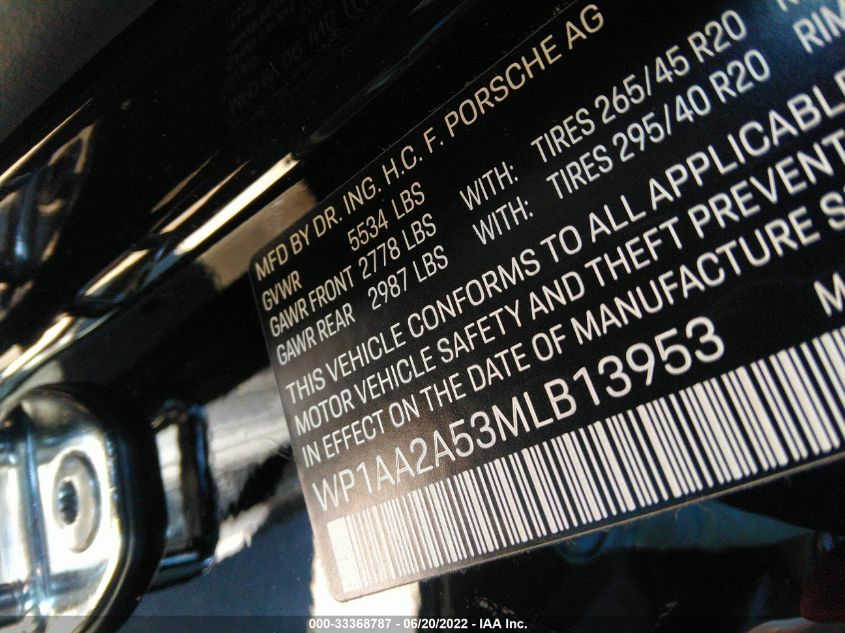 MFD BY DR. ING. H.C. F. PORSCHE AG
GVWR 5534 LBS
GAWR FRONT 2778 LBS WITH: TIRES 265/45 R20
GAWR REAR 2987 LBS WITH: TIRES 295/40 R20 RIM
THIS VEHICLE CONFORMS TO ALL APPLICABLE
MOTOR VEHICLE SAFETY AND THEFT PREVENT
IN EFFECT ON THE DATE OF MANUFACTURE S
WP1AA2A53MLB13953 M
000-33368787 - 06/20/2022 - IAA Inc.